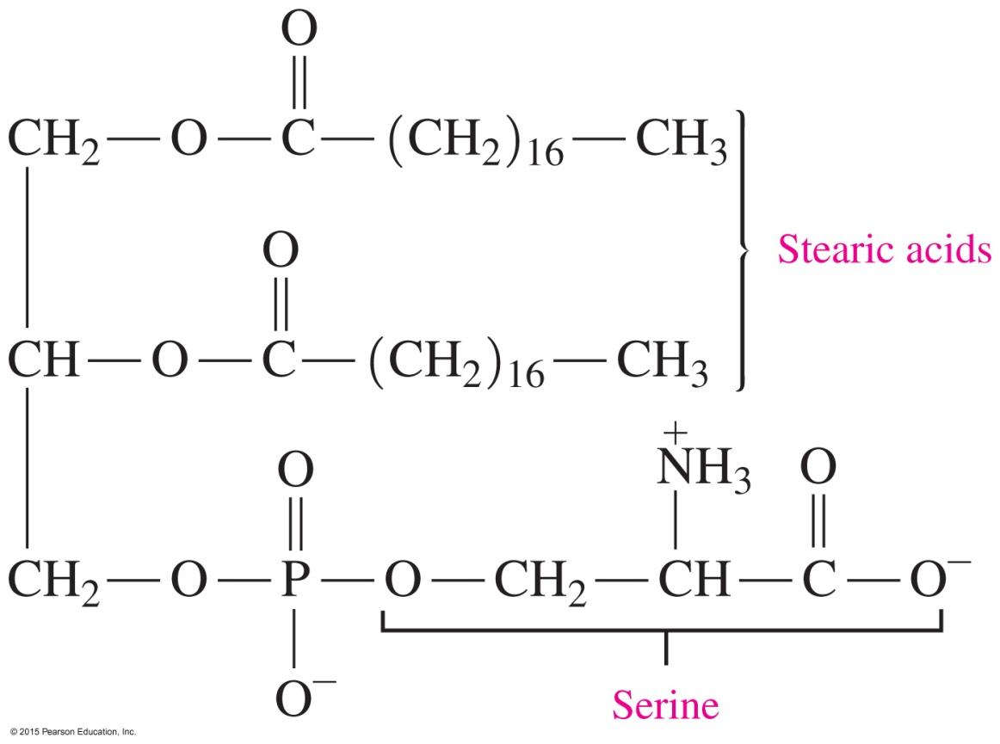 O
CH₂—O—C—(CH₂)₁₆—CH₃
Stearic acids
O
CH—O—C—(CH₂)₁₆—CH₃
O
+
NH₃
O
CH₂—O—P—O—CH₂—CH—C—O⁻
O⁻
Serine
© 2015 Pearson Education, Inc.